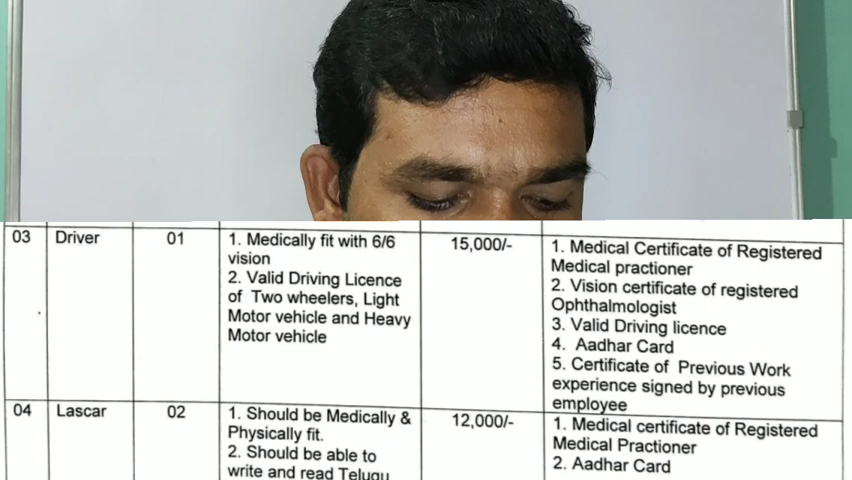 03 Driver 01 1. Medically fit with 6/6 15,000/- 1. Medical Certificate of Registered
vision Medical practioner
2. Valid Driving Licence 2. Vision certificate of registered
of Two wheelers, Light Ophthalmologist
Motor vehicle and Heavy 3. Valid Driving licence
Motor vehicle 4. Aadhar Card
5. Certificate of Previous Work
experience signed by previous
employee
04 Lascar 02 1. Should be Medically & 12,000/- 1. Medical certificate of Registered
Physically fit. Medical Practioner
2. Should be able to 2. Aadhar Card
write and read Telugu